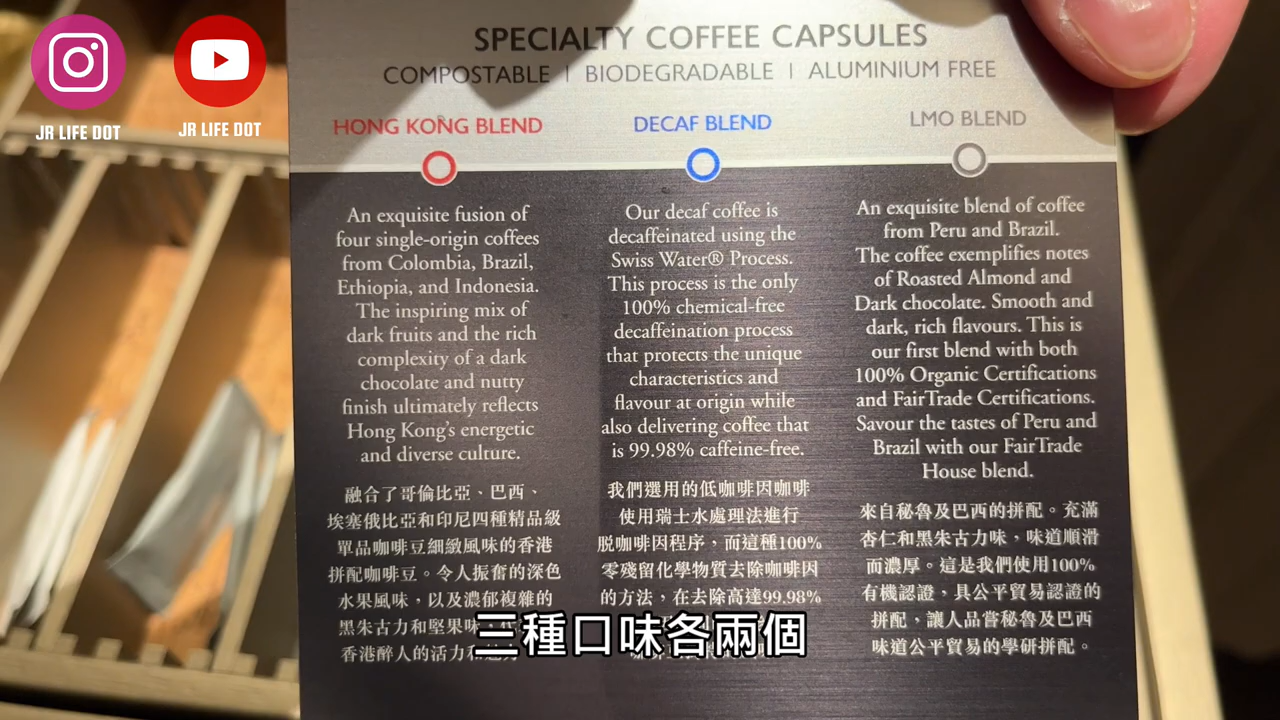 JR LIFE DOT
JR LIFE DOT
SPECIALTY COFFEE CAPSULES
COMPOSTABLE | BIODEGRADABLE | ALUMINIUM FREE
HONG KONG BLEND
An exquisite fusion of
four single-origin coffees
from Colombia, Brazil,
Ethiopia, and Indonesia.
The inspiring mix of
dark fruits and the rich
complexity of a dark
chocolate and nutty
finish ultimately reflects
Hong Kong's energetic
and diverse culture.
融合了哥倫比亞、巴西、
埃塞俄比亞和印尼四種精品級
單品咖啡豆細緻風味的香港
拼配咖啡豆。令人振奮的深色
水果風味，以及濃郁複雜的
黑朱古力和堅果味
香港醉人的活力和
DECAF BLEND
Our decaf coffee is
decaffeinated using the
Swiss Water® Process.
This process is the only
100% chemical-free
decaffeination process
that protects the unique
characteristics and
flavour at origin while
also delivering coffee that
is 99.98% caffeine-free.
我們選用的低咖啡因咖啡
使用瑞士水處理法進行
脱咖啡因程序，而這種100%
零殘留化學物質去除咖啡因
的方法，在去除高達99.98%
LMO BLEND
An exquisite blend of coffee
from Peru and Brazil.
The coffee exemplifies notes
of Roasted Almond and
Dark chocolate. Smooth and
dark, rich flavours. This is
our first blend with both
100% Organic Certifications
and FairTrade Certifications.
Savour the tastes of Peru and
Brazil with our FairTrade
House blend.
來自秘魯及巴西的拼配。充滿
杏仁和黑朱古力味，味道順滑
而濃厚。這是我們使用100%
有機認證，具公平貿易認證的
拼配，讓人品嘗秘魯及巴西
味道公平貿易的學研拼配。
三種口味各兩個